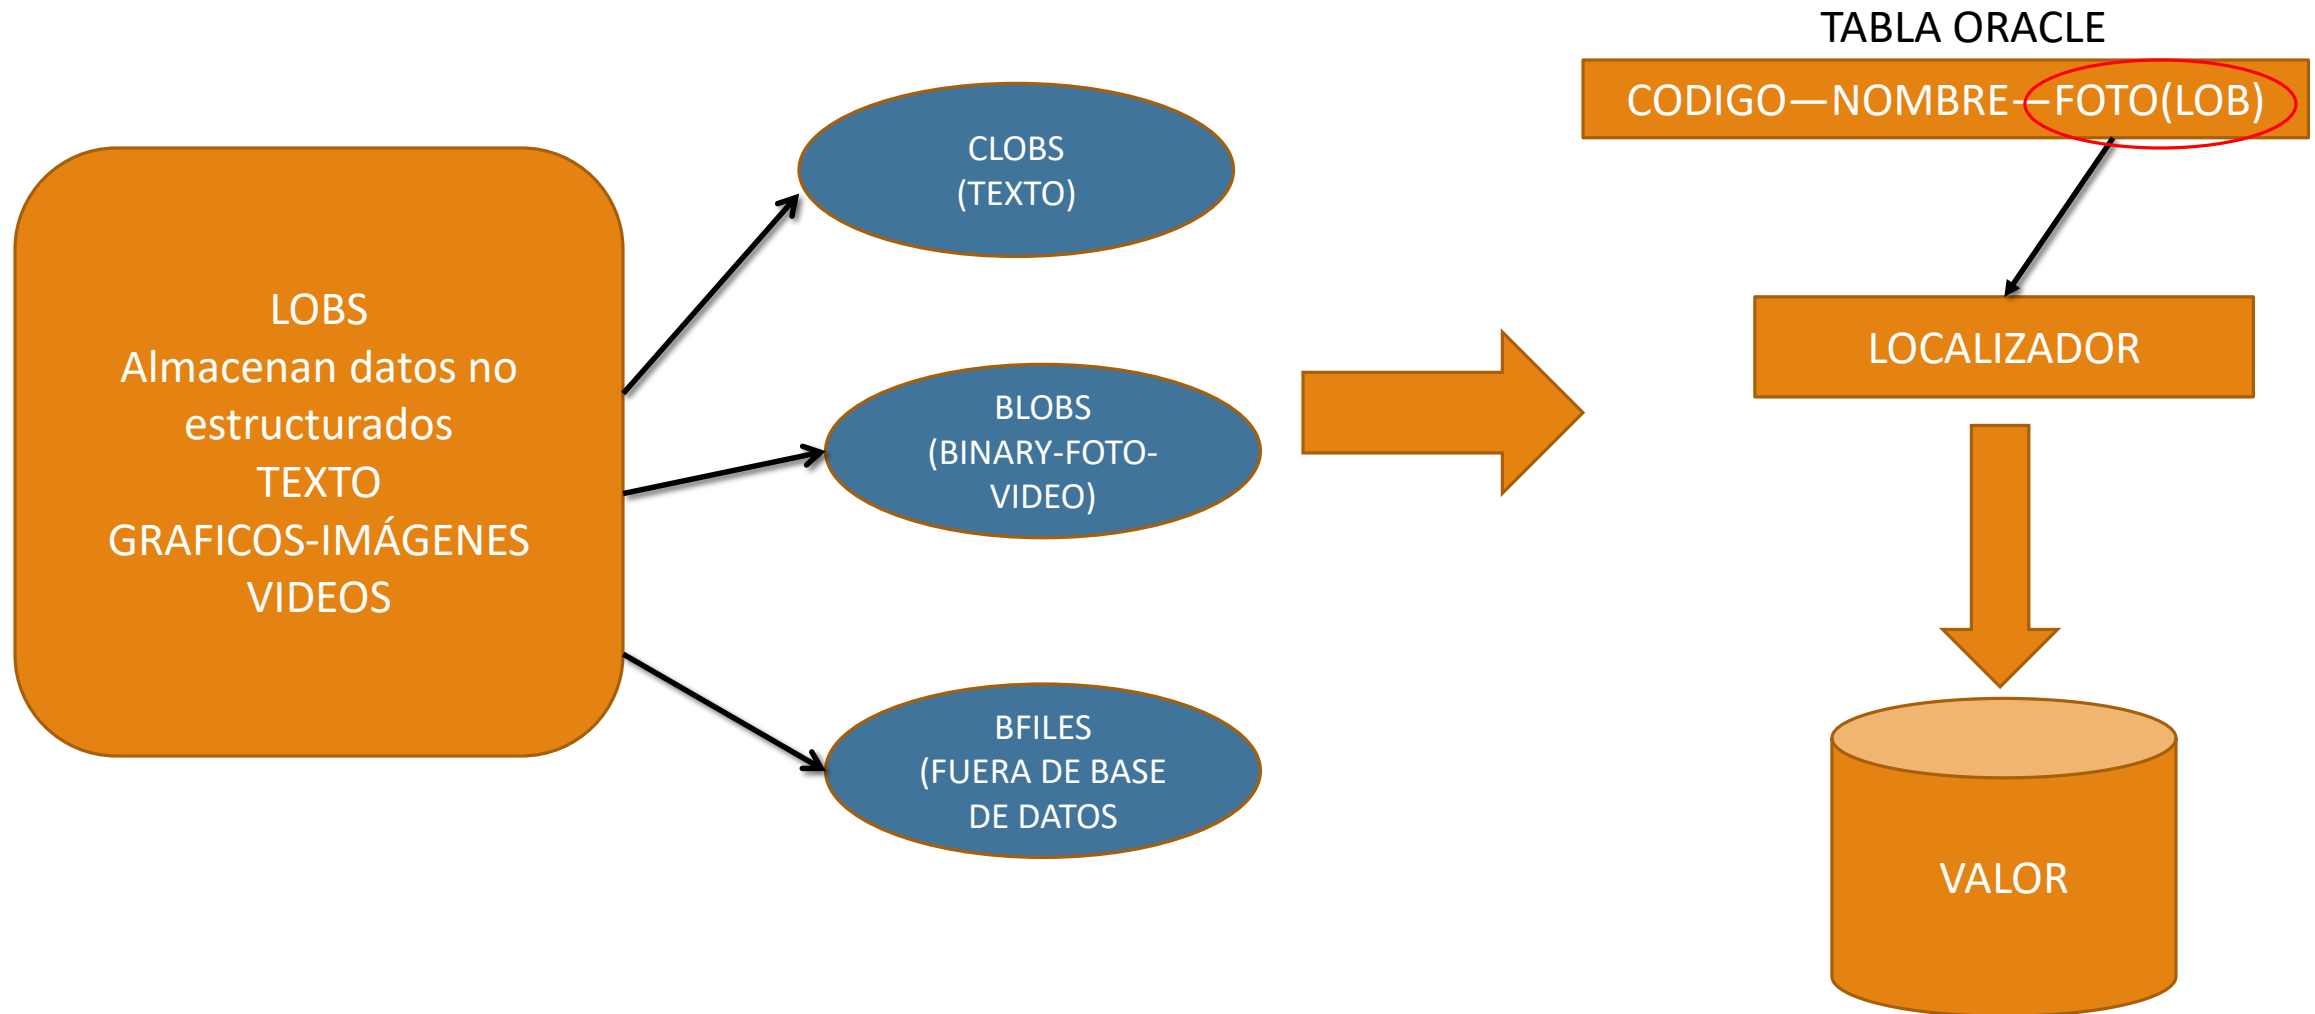 LOBS
Almacenan datos no
estructurados
TEXTO
GRAFICOS-IMÁGENES
VIDEOS
CLOBS
(TEXTO)
BLOBS
(BINARY-FOTO-
VIDEO)
BFILES
(FUERA DE BASE
DE DATOS
TABLA ORACLE
CODIGO—NOMBRE—FOTO(LOB)
LOCALIZADOR
VALOR